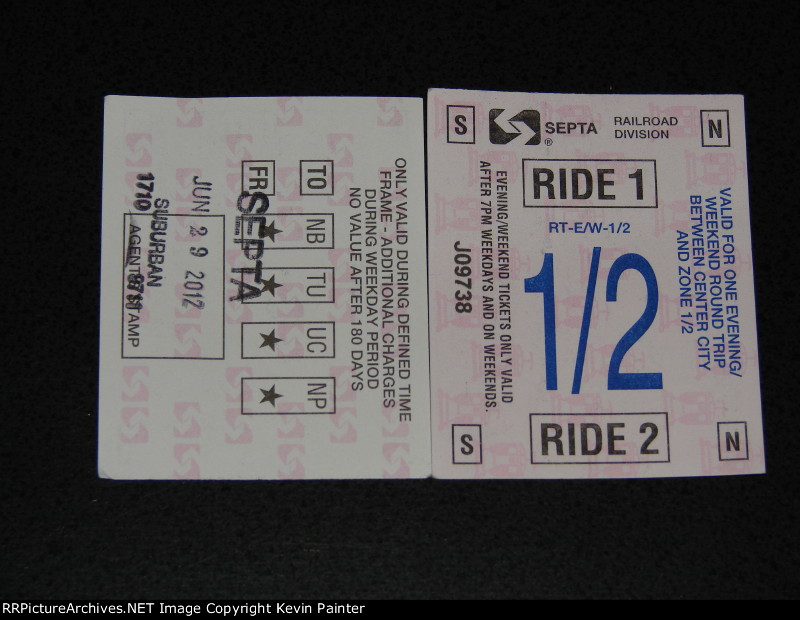 ONLY VALID DURING DEFINED TIME
FRAME - ADDITIONAL CHARGES
DURING WEEKDAY PERIOD
NO VALUE AFTER 180 DAYS
TO
NB
TU
UC
NP
FR
SEPTA
JUN 29 2012
SUBURBAN
1710
AGENT STAMP
S
SEPTA
®
RAILROAD
DIVISION
N
RIDE 1
RT-E/W-1/2
1/2
VALID FOR ONE EVENING/
WEEKEND ROUND TRIP
BETWEEN CENTER CITY
AND ZONE 1/2
EVENING/WEEKEND TICKETS ONLY VALID
AFTER 7PM WEEKDAYS AND ON WEEKENDS.
J09738
RIDE 2
S
N
RRPictureArchives.NET Image Copyright Kevin Painter